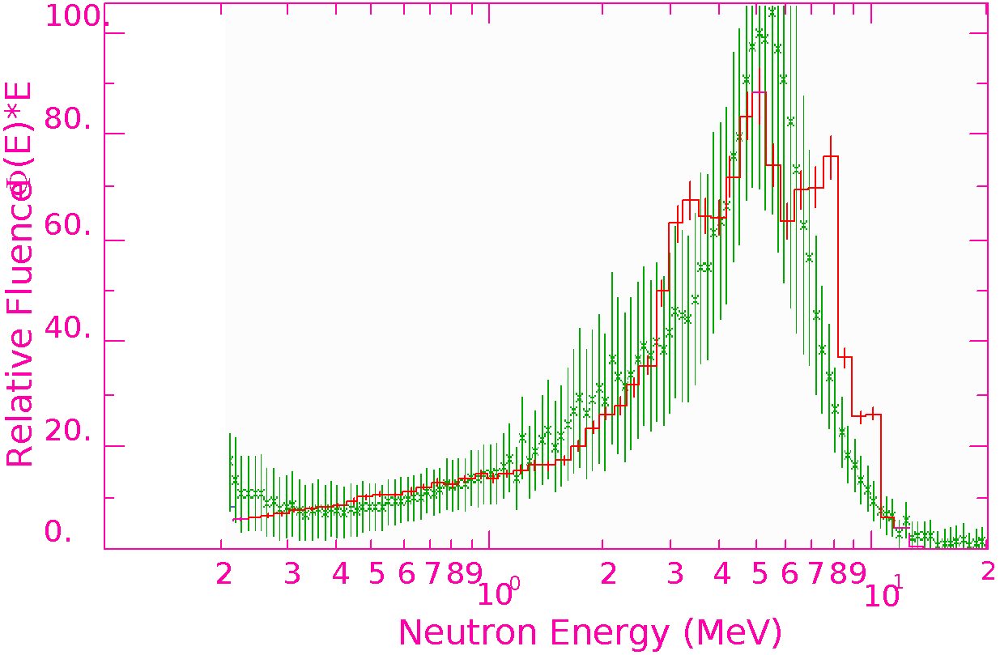 Relative Fluence Φ(E)*E
100.
80.
60.
40.
20.
0.
2 3 4 5 6 7 8 9 10⁰ 2 3 4 5 6 7 8 9 10¹ 2
Neutron Energy (MeV)